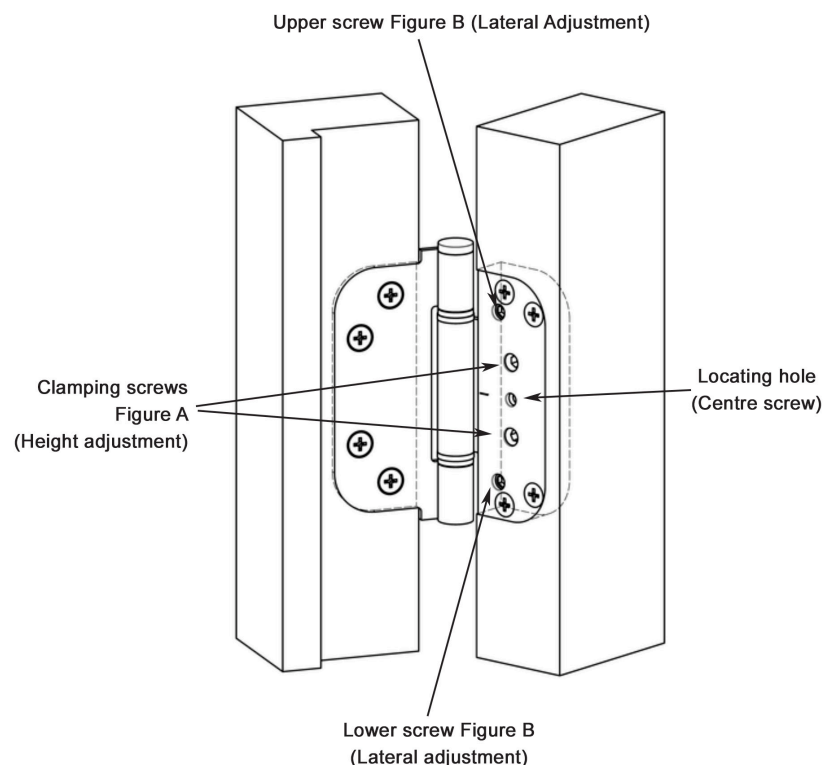 Upper screw Figure B (Lateral Adjustment)
Clamping screws
Figure A
(Height adjustment)
Locating hole
(Centre screw)
Lower screw Figure B
(Lateral adjustment)